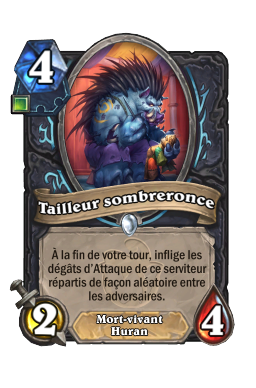 4
Tailleur sombreronce
À la fin de votre tour, inflige les
dégâts d'Attaque de ce serviteur
répartis de façon aléatoire entre
les adversaires.
2
Mort-vivant
Huran
4